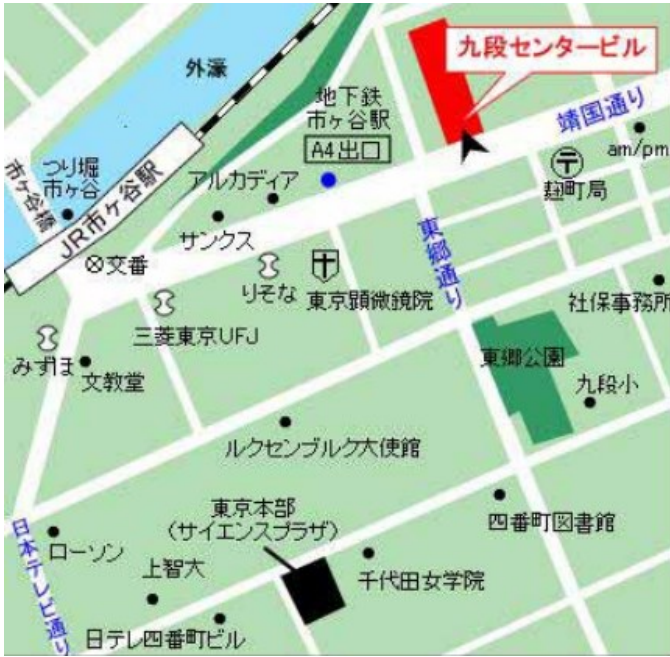 九段センタービル
外濠
地下鉄
市ヶ谷駅
A4出口
靖国通り
am/pm
麹町局
市ヶ谷橋
つり堀
市ヶ谷
JR市ヶ谷駅
アルカディア
サンクス
交番
東郷通り
りそな
東京顕微鏡院
社保事務所
三菱東京UFJ
みずほ
文教堂
東郷公園
九段小
ルクセンブルク大使館
東京本部
(サイエンスプラザ)
四番町図書館
日本テレビ通り
ローソン
上智大
千代田女学院
日テレ四番町ビル